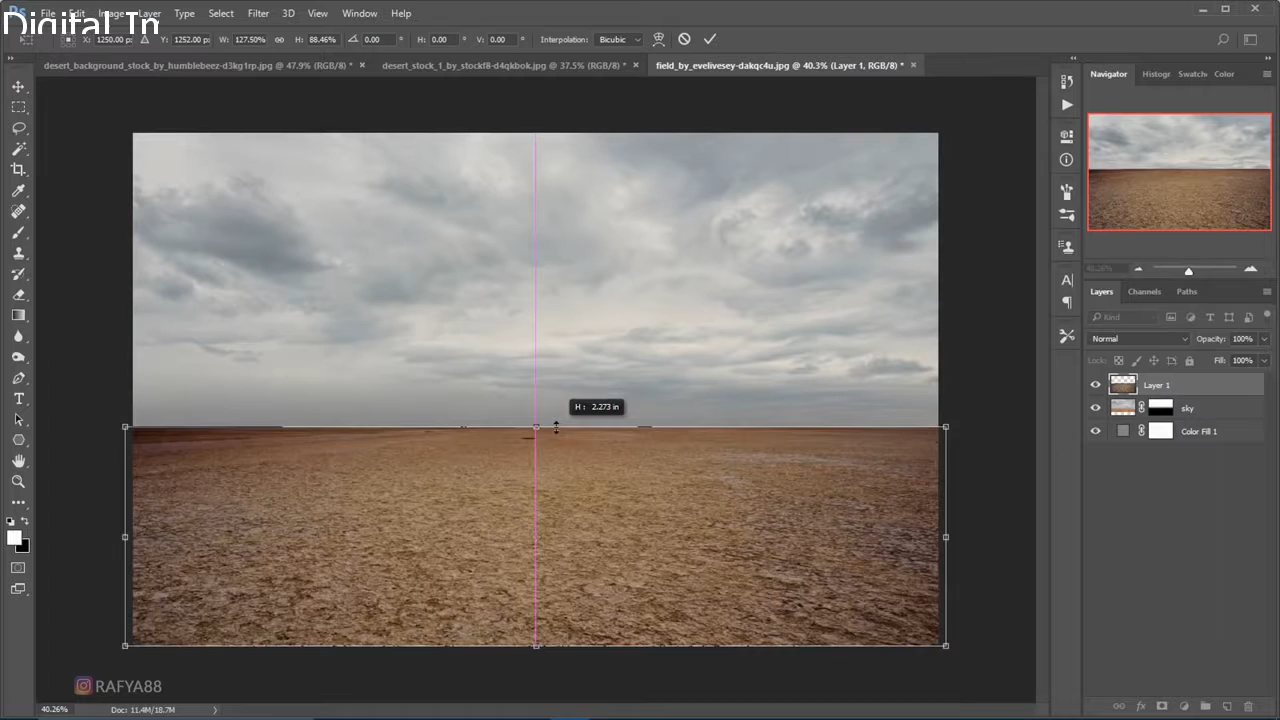 Digital Tn
Ps File Edit Image Layer Type Select Filter 3D View Window Help
X: 1250.00 p: Y: 1252.00 p: W: 127.50% H: 88.46% 0.00 ° H: 0.00 ° V: 0.00 ° Interpolation: Bicubic
desert_background_stock_by_humblebeez-d3kg1rp.jpg @ 47.9% (RGB/8) * × desert_stock_1_by_stockf8-d4qkbok.jpg @ 37.5% (RGB/8) * × field_by_evelivesey-dakqc4u.jpg @ 40.3% (Layer 1, RGB/8) * ×
Navigator Histogr Swatch Color
40.26%
Layers Channels Paths
Kind
Normal Opacity: 100%
Lock: Fill: 100%
Layer 1
sky
Color Fill 1
H: 2.273 in
RAFYA88
40.26% Doc: 11.4M/18.7M